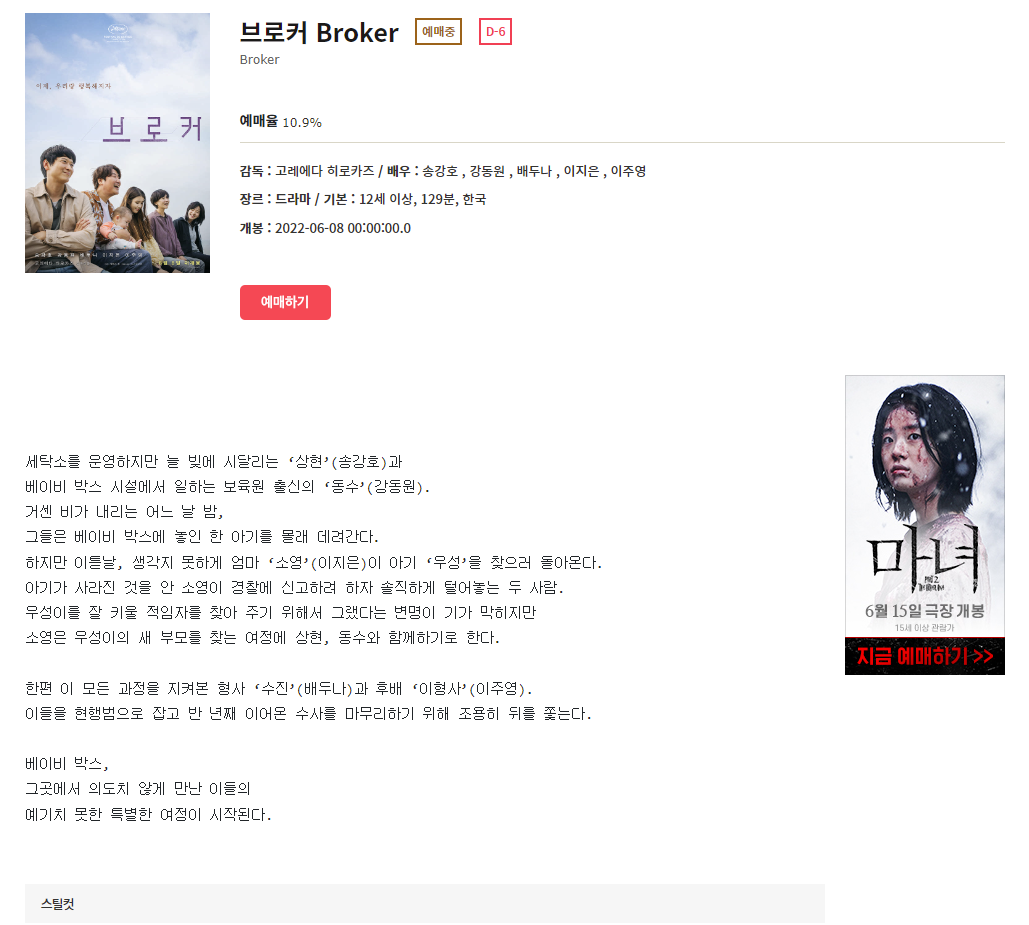 브로커 Broker 예매중 D-6
Broker
이제, 우리랑 행복해지자
브로커
예매율 10.9%
감독 : 고레에다 히로카즈 / 배우 : 송강호 , 강동원 , 배두나 , 이지은 , 이주영
장르 : 드라마 / 기본 : 12세 이상, 129분, 한국
개봉 : 2022-06-08 00:00:00.0
예매하기
세탁소를 운영하지만 늘 빚에 시달리는 ‘상현’(송강호)과
베이비 박스 시설에서 일하는 보육원 출신의 ‘동수’(강동원).
거센 비가 내리는 어느 날 밤,
그들은 베이비 박스에 놓인 한 아기를 몰래 데려간다.
하지만 이튿날, 생각지 못하게 엄마 ‘소영’(이지은)이 아기 ‘우성’을 찾으러 돌아온다.
아기가 사라진 것을 안 소영이 경찰에 신고하려 하자 솔직하게 털어놓는 두 사람.
우성이를 잘 키울 적임자를 찾아 주기 위해서 그랬다는 변명이 기가 막히지만
소영은 우성이의 새 부모를 찾는 여정에 상현, 동수와 함께하기로 한다.
한편 이 모든 과정을 지켜본 형사 ‘수진’(배두나)과 후배 ‘이형사’(이주영).
이들을 현행범으로 잡고 반 년째 이어온 수사를 마무리하기 위해 조용히 뒤를 쫓는다.
베이비 박스,
그곳에서 의도치 않게 만난 이들의
예기치 못한 특별한 여정이 시작된다.
마녀
6월 15일 극장 개봉
15세 이상 관람가
지금 예매하기 >>
스틸컷